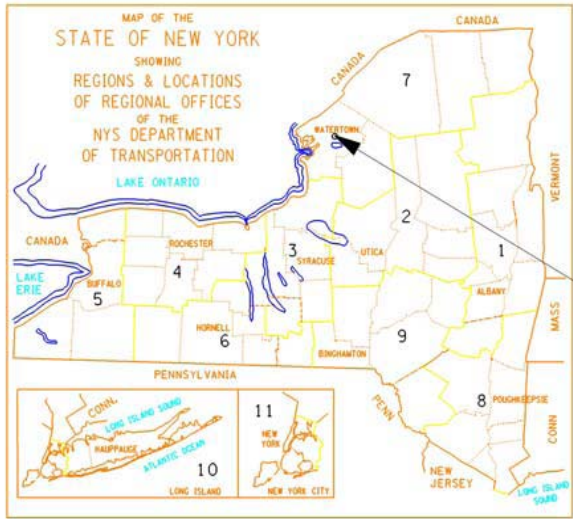 MAP OF THE
STATE OF NEW YORK
SHOWING
REGIONS & LOCATIONS
OF REGIONAL OFFICES
OF THE
NYS DEPARTMENT
OF TRANSPORTATION
CANADA
CANADA
7
WATERTOWN
LAKE ONTARIO
VERMONT
2
CANADA
ROCHESTER
3
SYRACUSE
UTICA
1
LAKE
ERIE
BUFFALO
4
ALBANY
MASS
5
HORNELL
6
9
BINGHAMTON
PENNSYLVANIA
8
POUGHKEEPSIE
PENN
CONN
CONN.
LONG ISLAND SOUND
HAUPPAUGE
ATLANTIC OCEAN
10
LONG ISLAND
11
NEW
YORK
NEW YORK CITY
NEW
JERSEY
LONG ISLAND
SOUND